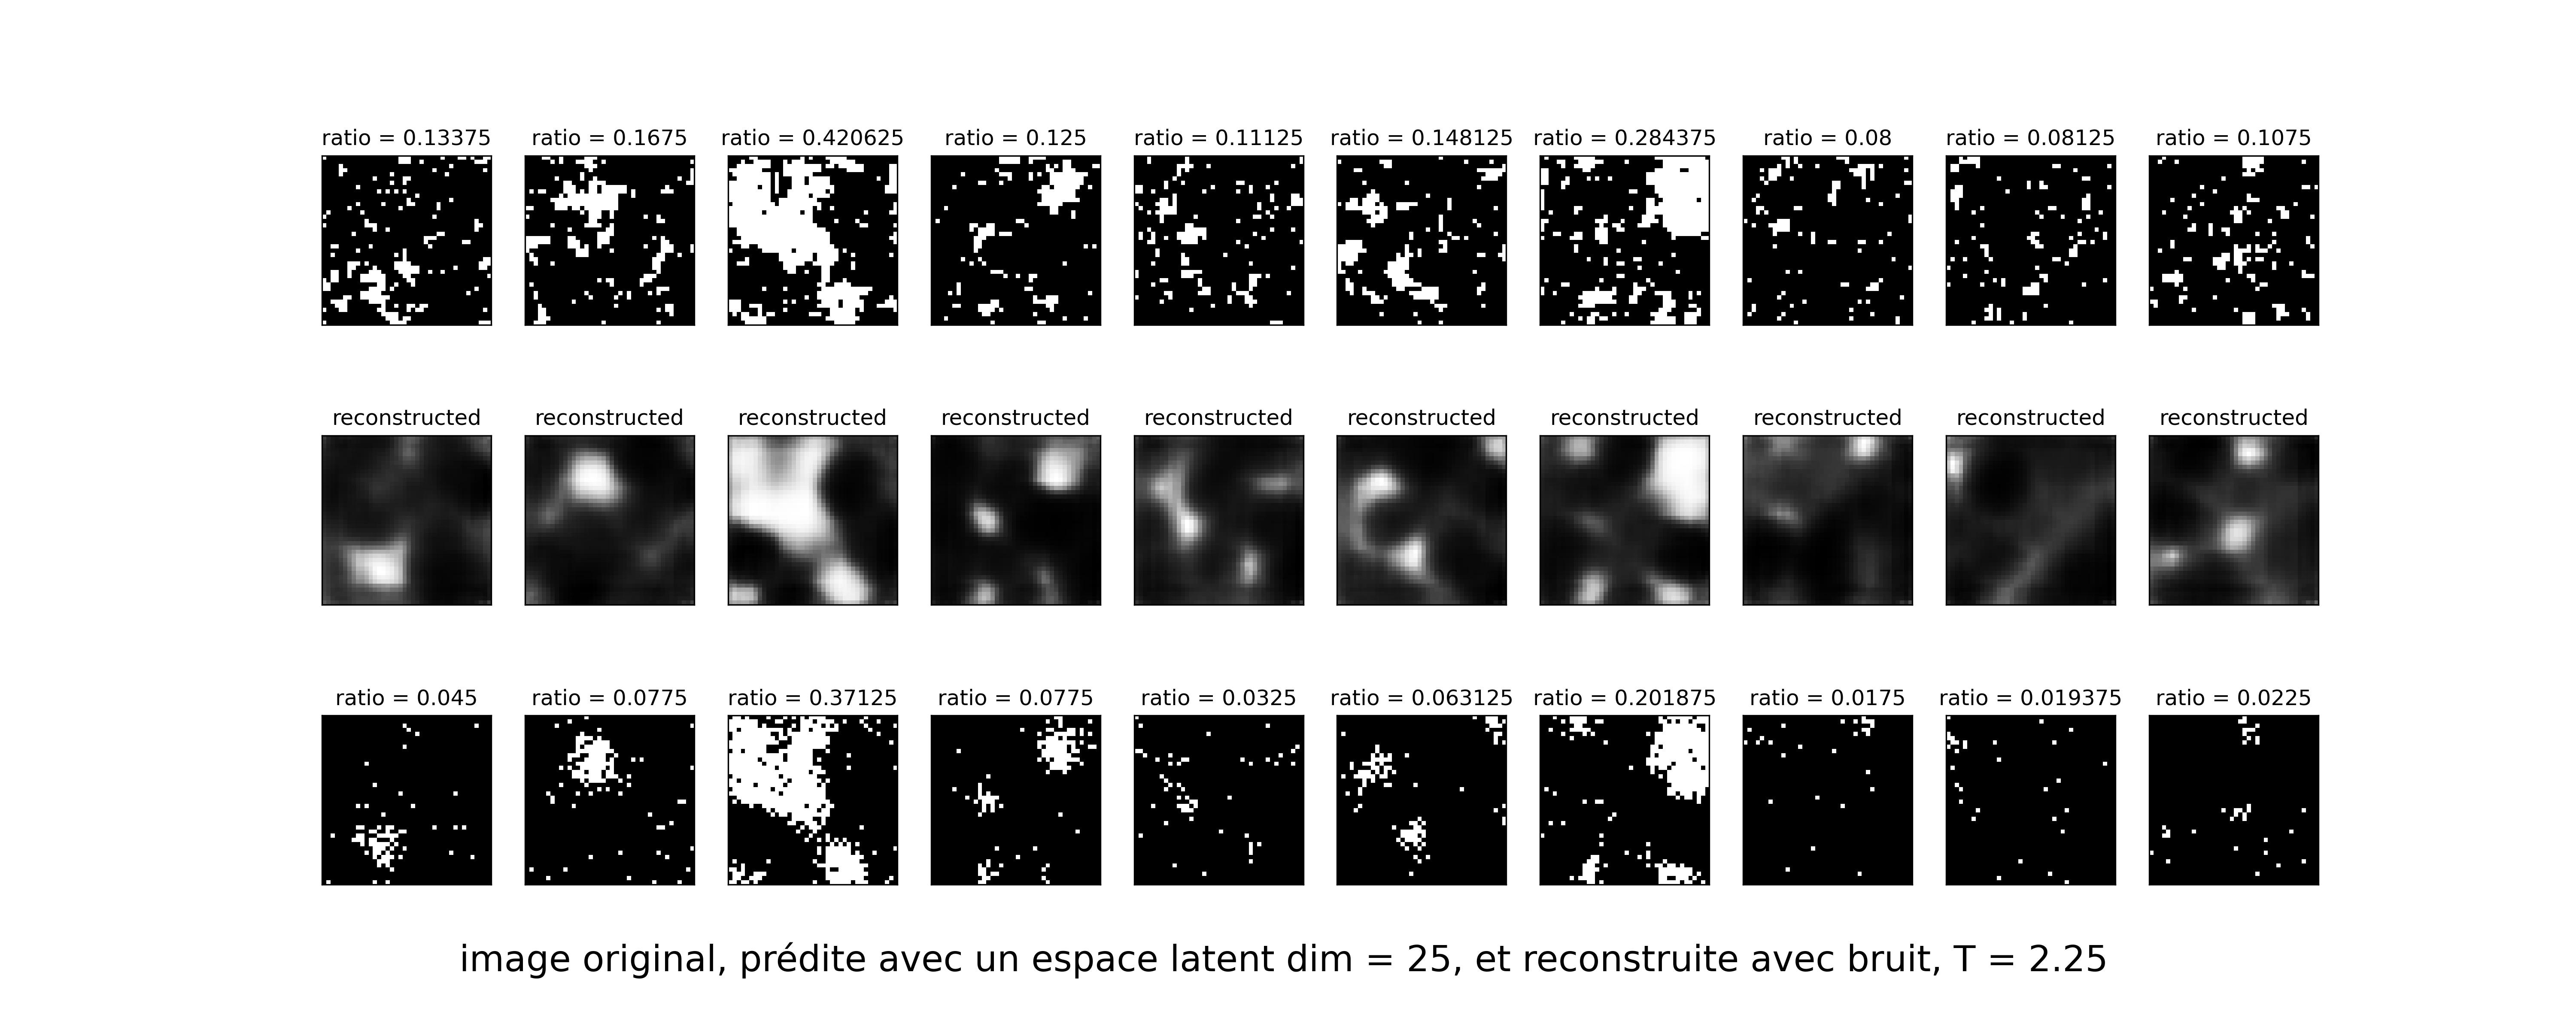 ratio = 0.13375 ratio = 0.1675 ratio = 0.420625 ratio = 0.125 ratio = 0.11125 ratio = 0.148125 ratio = 0.284375 ratio = 0.08 ratio = 0.08125 ratio = 0.1075
reconstructed reconstructed reconstructed reconstructed reconstructed reconstructed reconstructed reconstructed reconstructed reconstructed
ratio = 0.045 ratio = 0.0775 ratio = 0.37125 ratio = 0.0775 ratio = 0.0325 ratio = 0.063125 ratio = 0.201875 ratio = 0.0175 ratio = 0.019375 ratio = 0.0225
image original, prédite avec un espace latent dim = 25, et reconstruite avec bruit, T = 2.25